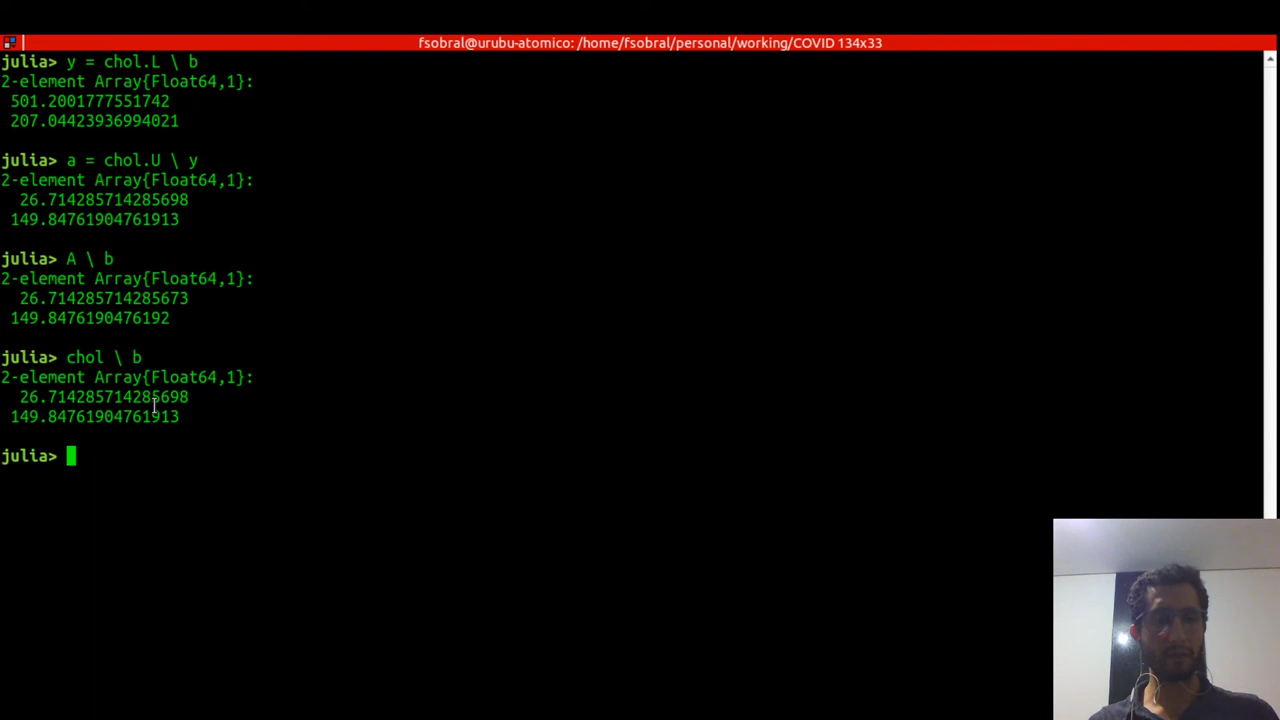 fsobral@urubu-atomico: /home/fsobral/personal/working/COVID 134x33
julia> y = chol.L \ b
2-element Array{Float64,1}:
501.2001777551742
207.04423936994021
julia> a = chol.U \ y
2-element Array{Float64,1}:
26.714285714285698
149.84761904761913
julia> A \ b
2-element Array{Float64,1}:
26.714285714285673
149.8476190476192
julia> chol \ b
2-element Array{Float64,1}:
26.714285714285698
149.84761904761913
julia>